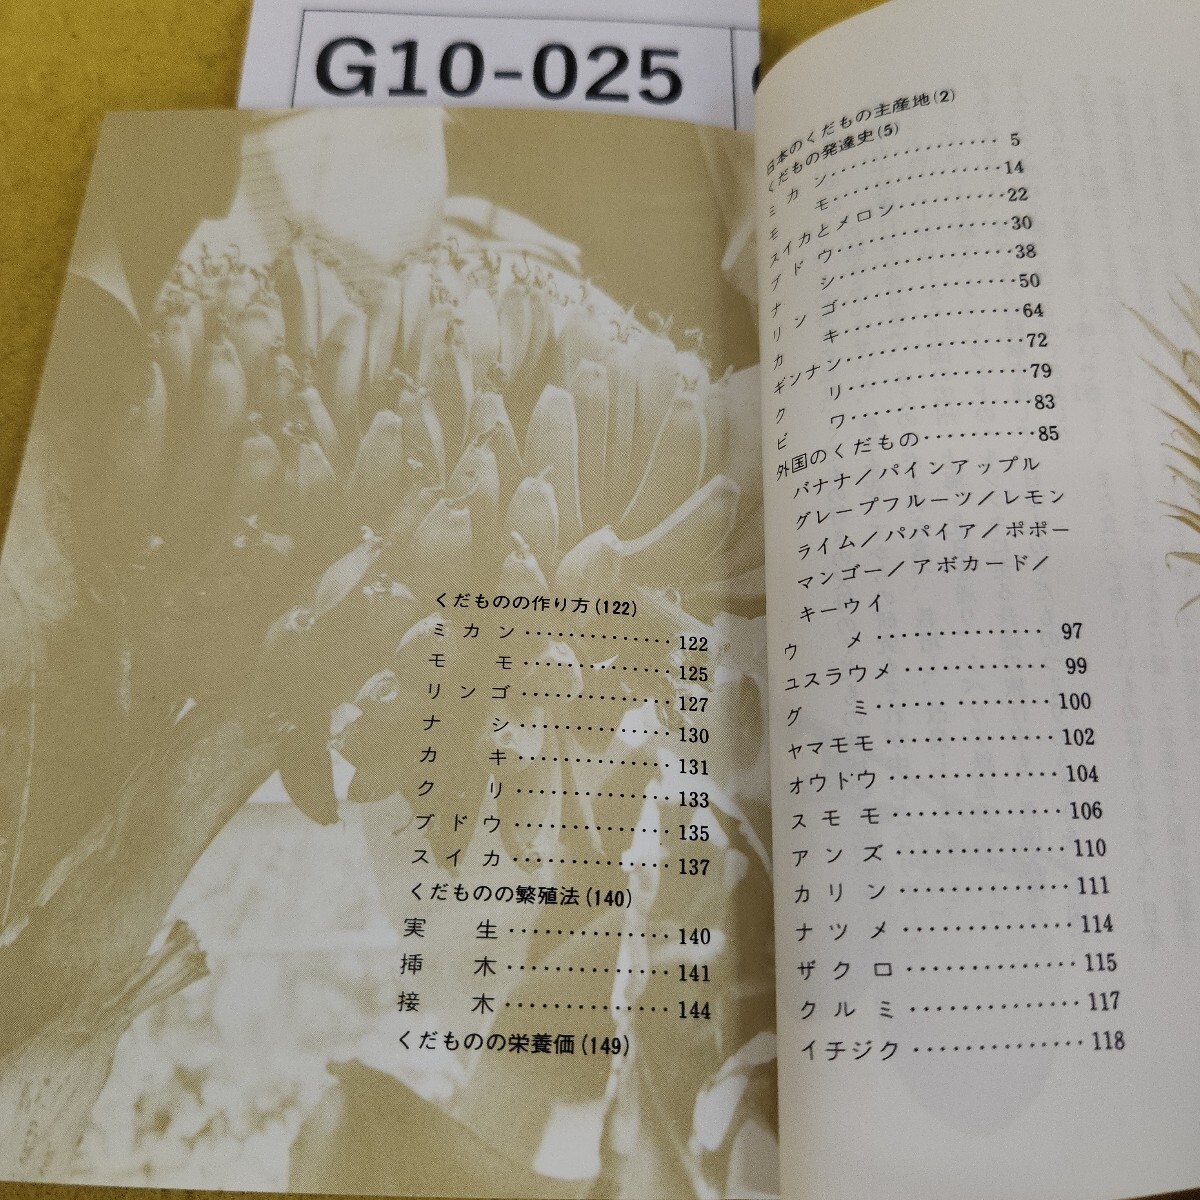 G10-025
日本のくだもの主産地(2)
くだもの発達史(5)
ミカン……………5
モモ……………14
スイカとメロン…………22
ブドウ……………30
ナシ……………38
リンゴ……………50
カキ……………64
ギンナン……………72
クリ……………79
ビワ……………83
外国のくだもの…………85
バナナ/パインアップル
グレープフルーツ/レモン
ライム/パパイア/ポポー
マンゴー/アボカード/
キーウイ
ウメ……………97
ユスラウメ……………99
グミ……………100
ヤマモモ……………102
オウトウ……………104
スモモ……………106
アンズ……………110
カリン……………111
ナツメ……………114
ザクロ……………115
クルミ……………117
イチジク……………118
くだものの作り方(122)
ミカン……………122
モモ……………125
リンゴ……………127
ナシ……………130
カキ……………131
クリ……………133
ブドウ……………135
スイカ……………137
くだものの繁殖法(140)
実生……………140
挿木……………141
接木……………144
くだものの栄養価(149)